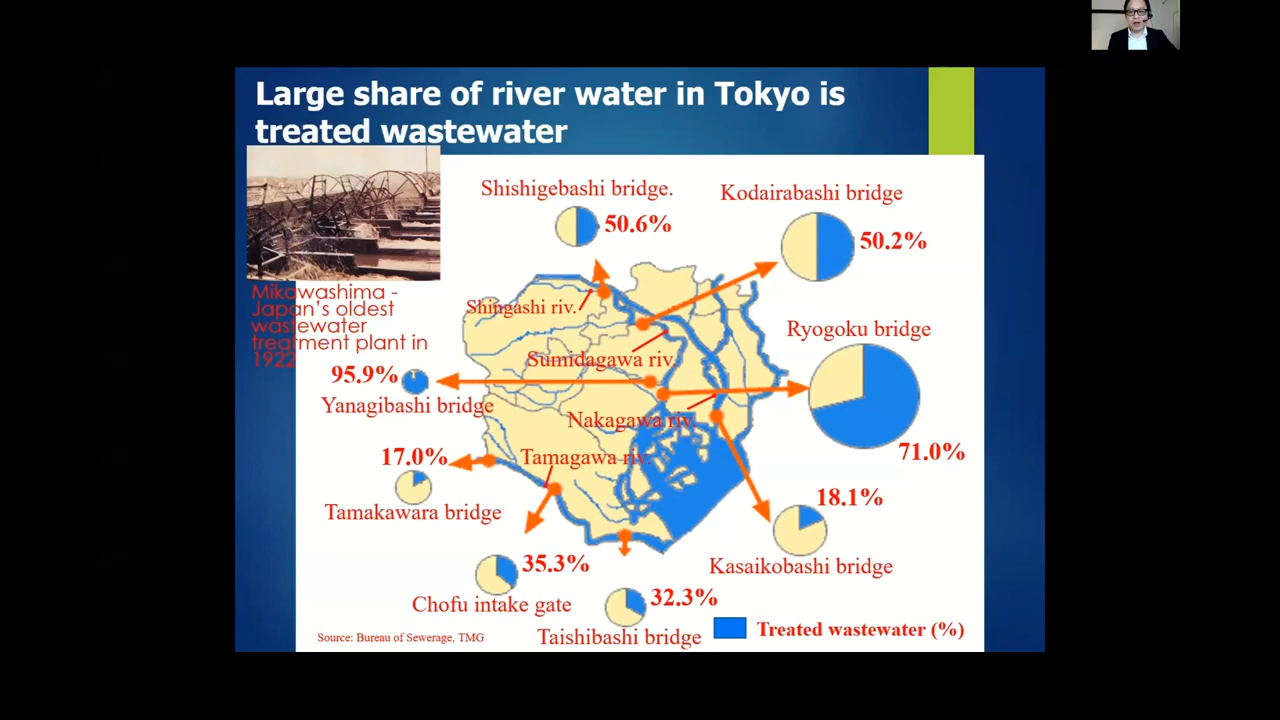 Large share of river water in Tokyo is
treated wastewater
Mikawashima -
Japan's oldest
wastewater
treatment plant in
1922
Shishigebashi bridge.
50.6%
Kodairabashi bridge
50.2%
Shingashi riv.
Ryogoku bridge
71.0%
Sumidagawa riv.
95.9%
Yanagibashi bridge
Nakagawa riv.
17.0%
Tamakawara bridge
Tamagawa riv.
18.1%
Kasaikobashi bridge
35.3%
Chofu intake gate
32.3%
Taishibashi bridge
Treated wastewater (%)
Source: Bureau of Sewerage, TMG